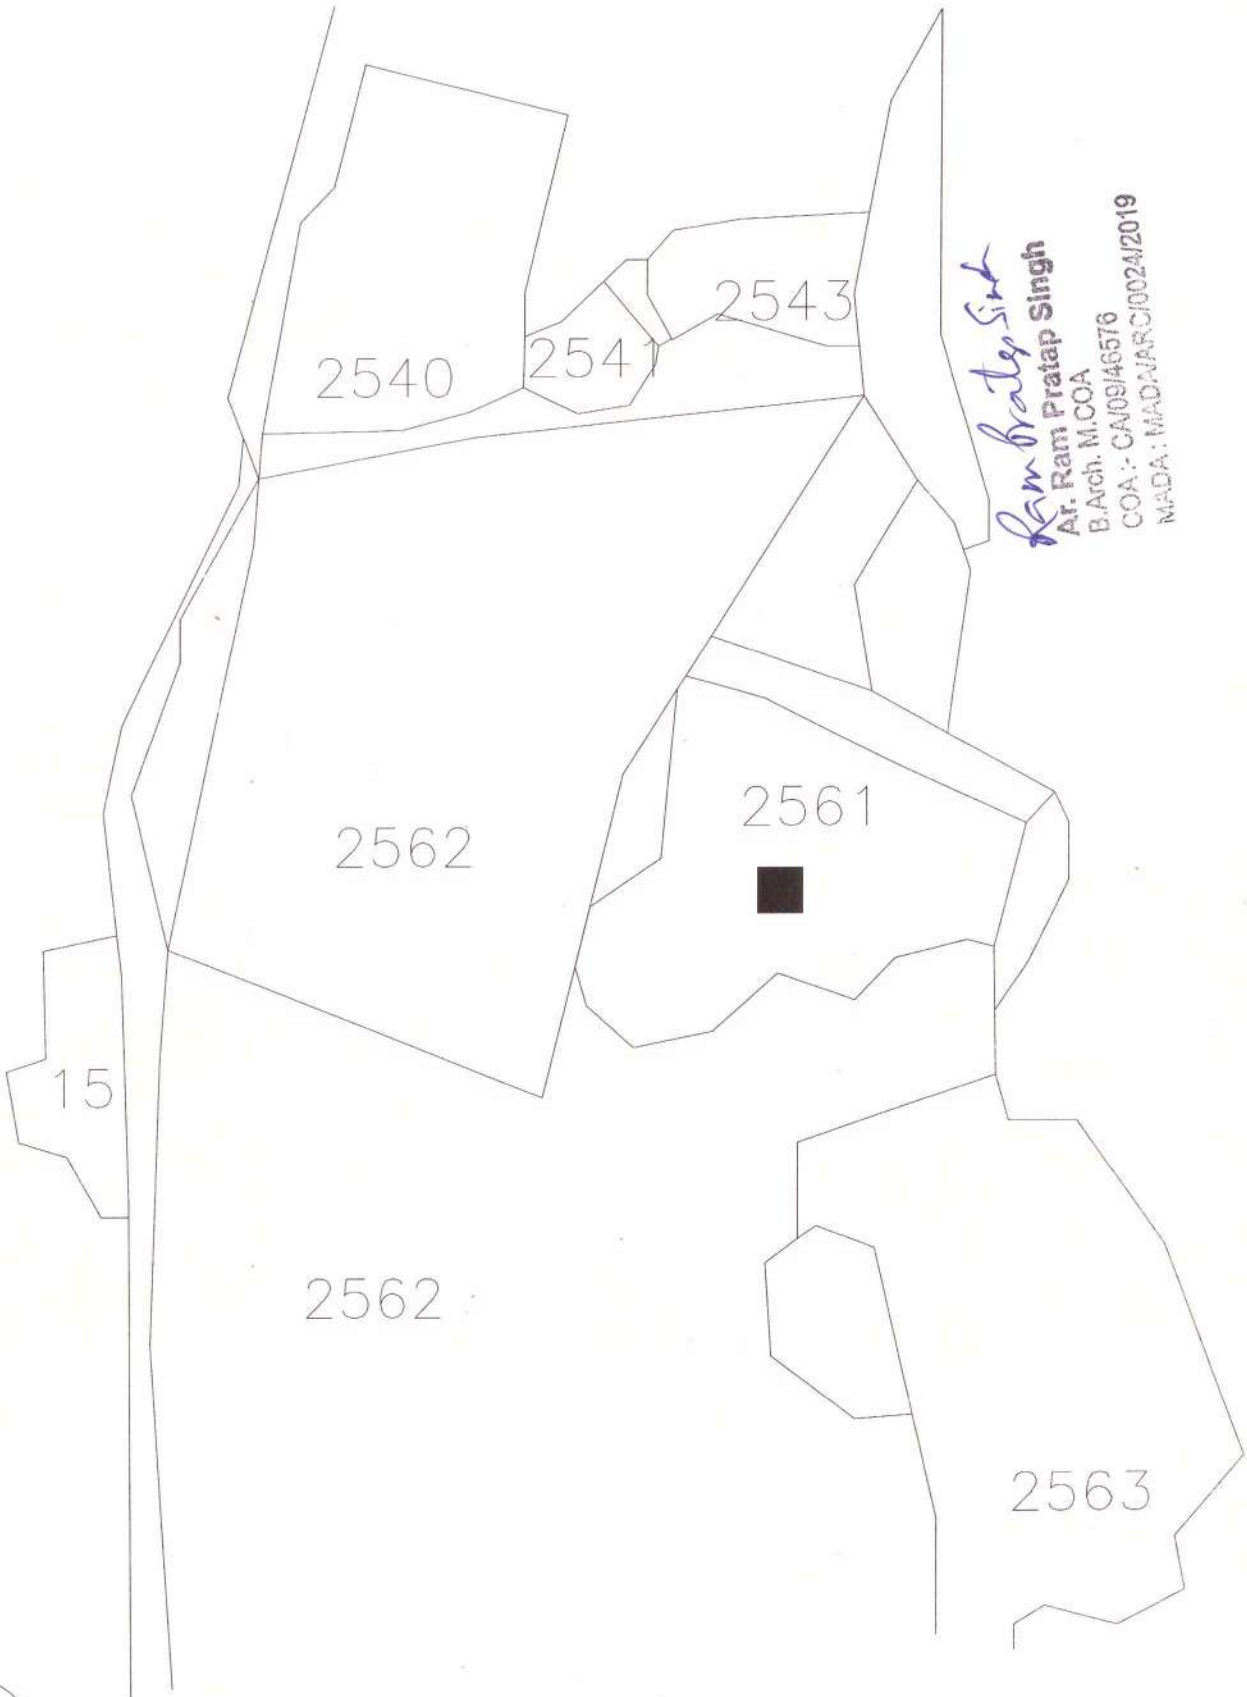 2543
2541
2540
2561
2562
15
2562
2563
Ram Pratap Singh
Ar. Ram Pratap Singh
B.Arch. M.COA
COA :- CA/09/46576
MADA : MADA/ARC/0024/2019